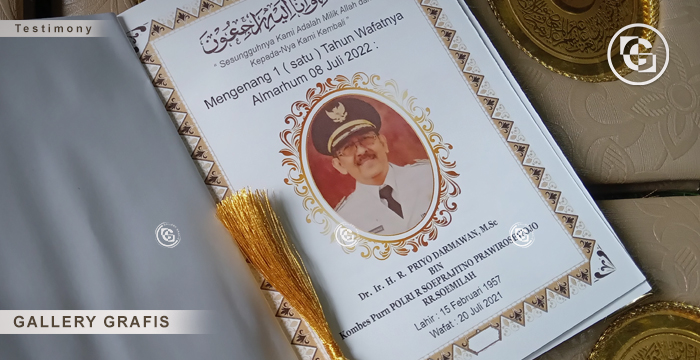 Testimony
" Sesungguhnya Kami Adalah Milik Allah dan
Kepada-Nya Kami Kembali "
Mengenang 1 ( satu ) Tahun Wafatnya
Almarhum 08 Juli 2022 :
Dr. Ir. H. R. PRIYO DARMAWAN, M.Sc
BIN
Kombes Purn POLRI R SOEPRAJITNO PRAWIROSEDJO
RR.SOEMILAH
Lahir : 15 Februari 1957
Wafat : 20 Juli 2021
GALLERY GRAFIS